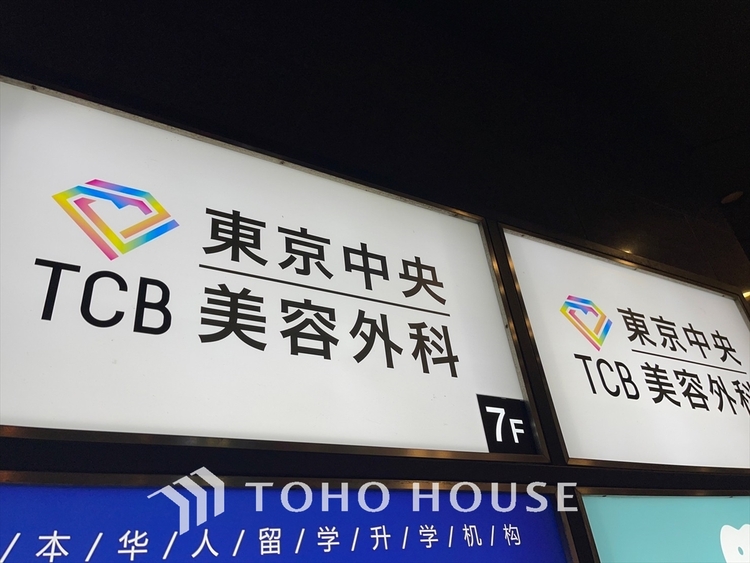 TCB
東京中央
美容外科
7F
東京中央
TCB 美容外科
TOHO HOUSE
/ 本 / 华 / 人 / 留 / 学 / 升 / 学 / 机 / 构